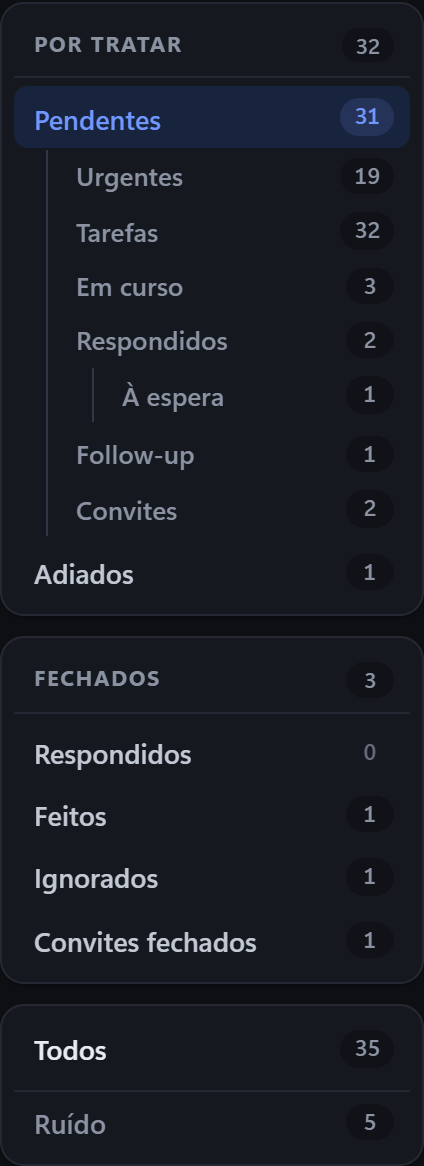 POR TRATAR 32
Pendentes 31
Urgentes 19
Tarefas 32
Em curso 3
Respondidos 2
À espera 1
Follow-up 1
Convites 2
Adiados 1
FECHADOS 3
Respondidos 0
Feitos 1
Ignorados 1
Convites fechados 1
Todos 35
Ruído 5